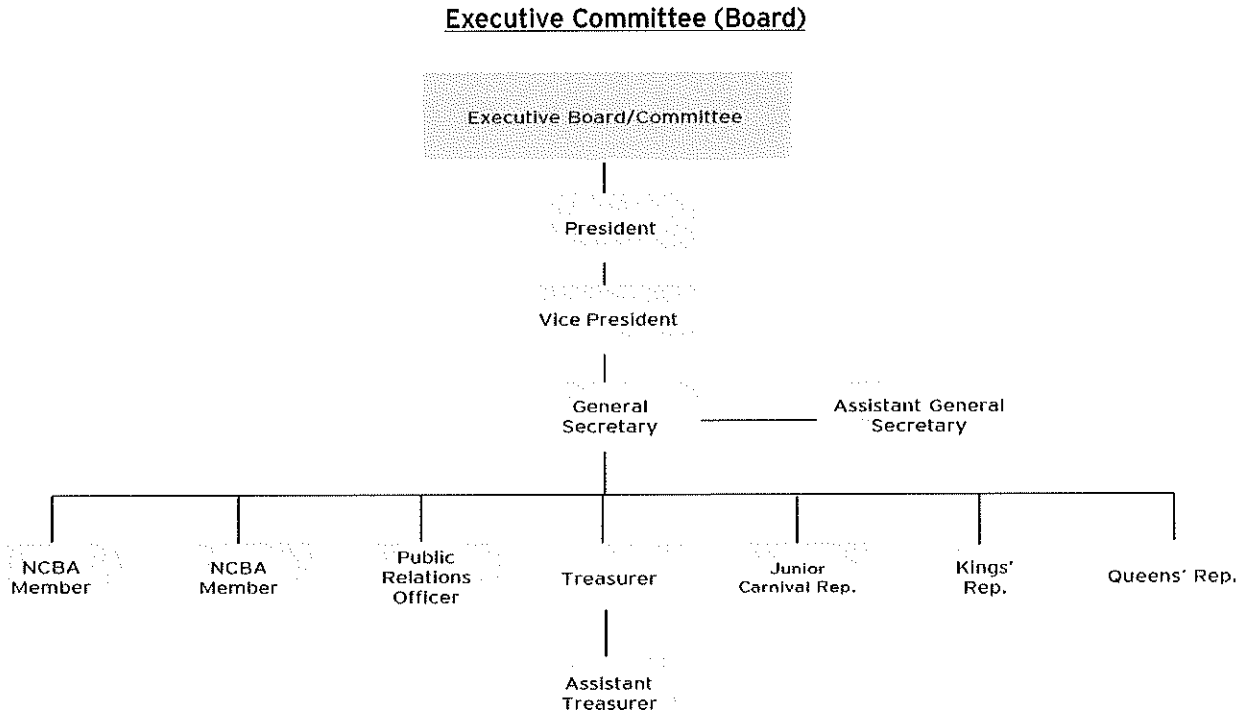 Executive Committee (Board)
Executive Board/Committee
President
Vice President
General
Secretary
Assistant General
Secretary
NCBA
Member
NCBA
Member
Public
Relations
Officer
Treasurer
Junior
Carnival Rep.
Kings'
Rep.
Queens' Rep.
Assistant
Treasurer